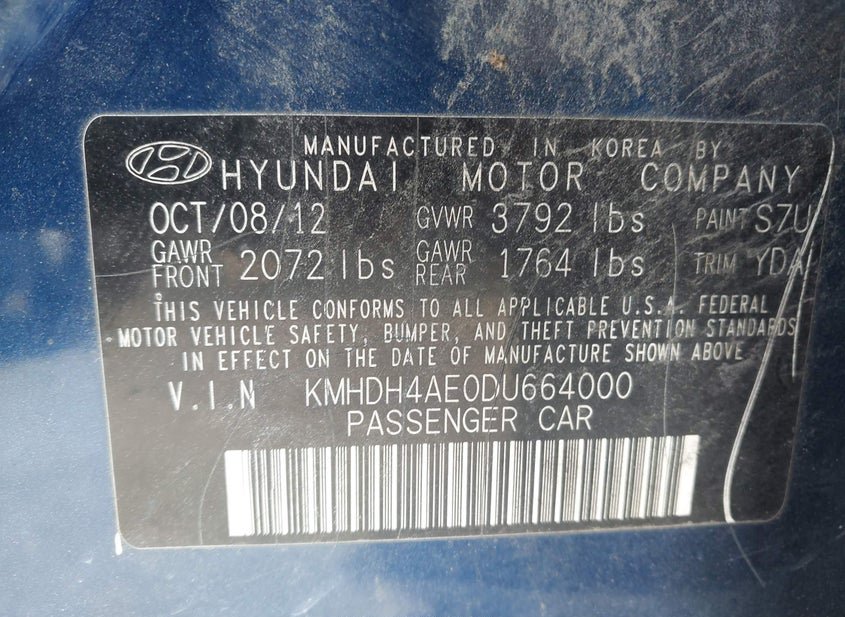 MANUFACTURED IN KOREA BY
HYUNDAI MOTOR COMPANY
OCT/08/12 GVWR 3792 lbs PAINT S7U
GAWR FRONT 2072 lbs GAWR REAR 1764 lbs TRIM YDA
THIS VEHICLE CONFORMS TO ALL APPLICABLE U.S.A. FEDERAL
MOTOR VEHICLE SAFETY, BUMPER, AND THEFT PREVENTION STANDARDS
IN EFFECT ON THE DATE OF MANUFACTURE SHOWN ABOVE
V.I.N KMHDH4AE0DU664000
PASSENGER CAR